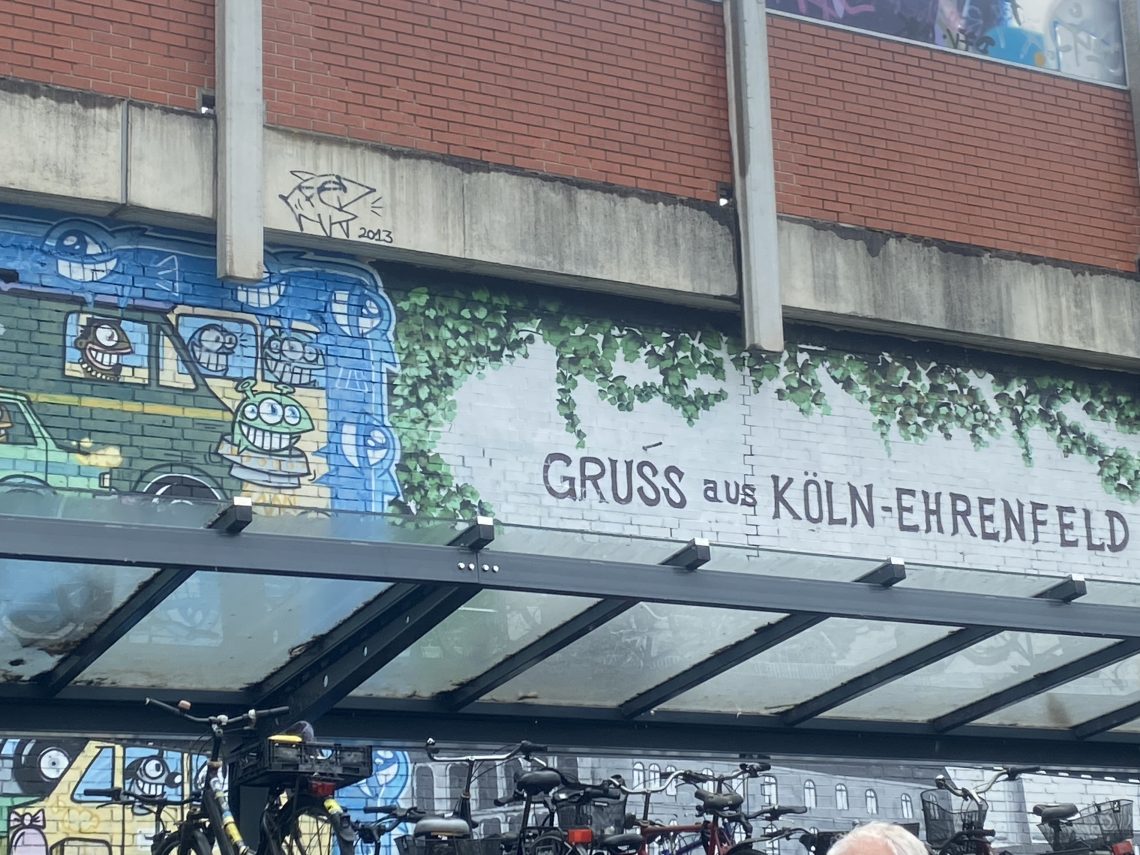 2013
GRUSS aus KÖLN-EHRENFELD